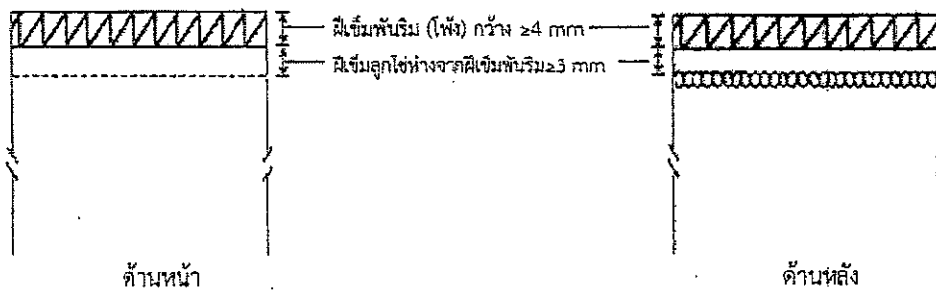 ฝีเข็มพันริม (โพ้ง) กว้าง ≥4 mm
ฝีเข็มลูกโซ่ห่างจากฝีเข็มพันริม≥3 mm
ด้านหน้า
ด้านหลัง